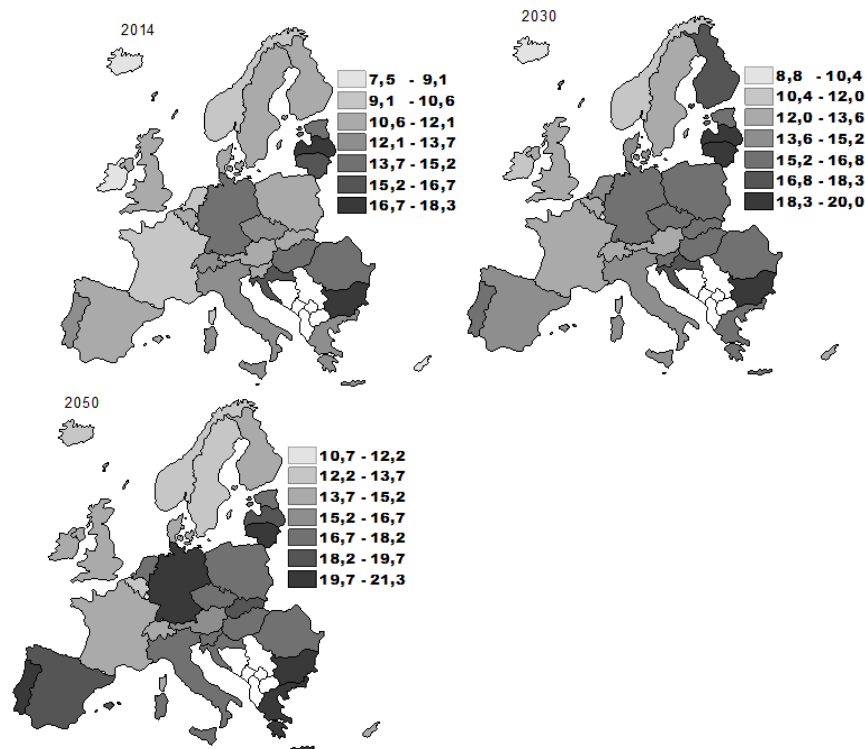 2014
7,5 - 9,1
9,1 - 10,6
10,6 - 12,1
12,1 - 13,7
13,7 - 15,2
15,2 - 16,7
16,7 - 18,3
2030
8,8 - 10,4
10,4 - 12,0
12,0 - 13,6
13,6 - 15,2
15,2 - 16,8
16,8 - 18,3
18,3 - 20,0
2050
10,7 - 12,2
12,2 - 13,7
13,7 - 15,2
15,2 - 16,7
16,7 - 18,2
18,2 - 19,7
19,7 - 21,3